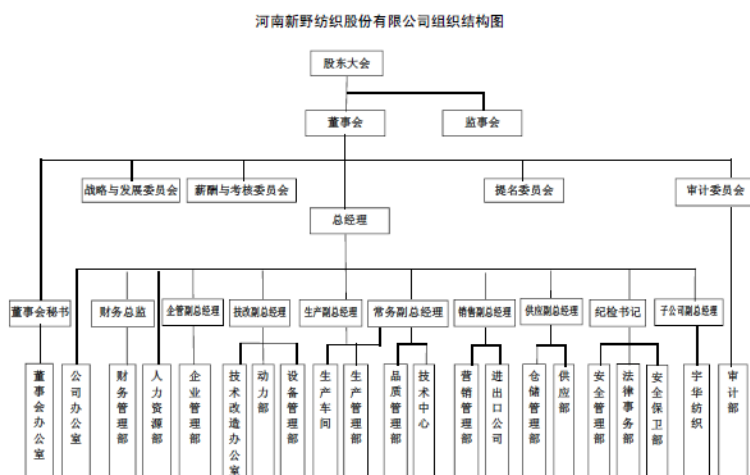 河南新野纺织股份有限公司组织结构图
股东大会
董事会
监事会
战略与发展委员会
薪酬与考核委员会
提名委员会
审计委员会
总经理
董事会秘书
财务总监
企管副总经理
技改副总经理
生产副总经理
常务副总经理
销售副总经理
供应副总经理
纪检书记
子公司副总经理
董事会办公室
公司办公室
财务管理部
人力资源部
企业管理部
技术改造办公室
动力部
设备管理部
生产车间
生产管理部
品质管理部
技术中心
营销管理部
进出口公司
仓储管理部
供应部
安全管理部
法律事务部
安全保卫部
宇华纺织
审计部